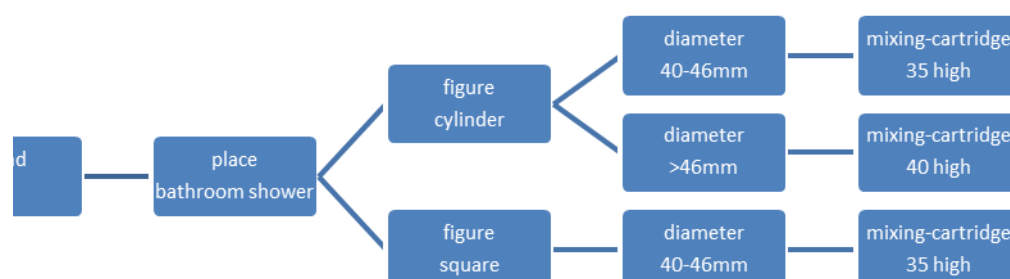 place
bathroom shower
figure
cylinder
diameter
40-46mm
mixing-cartridge
35 high
diameter
>46mm
mixing-cartridge
40 high
figure
square
diameter
40-46mm
mixing-cartridge
35 high